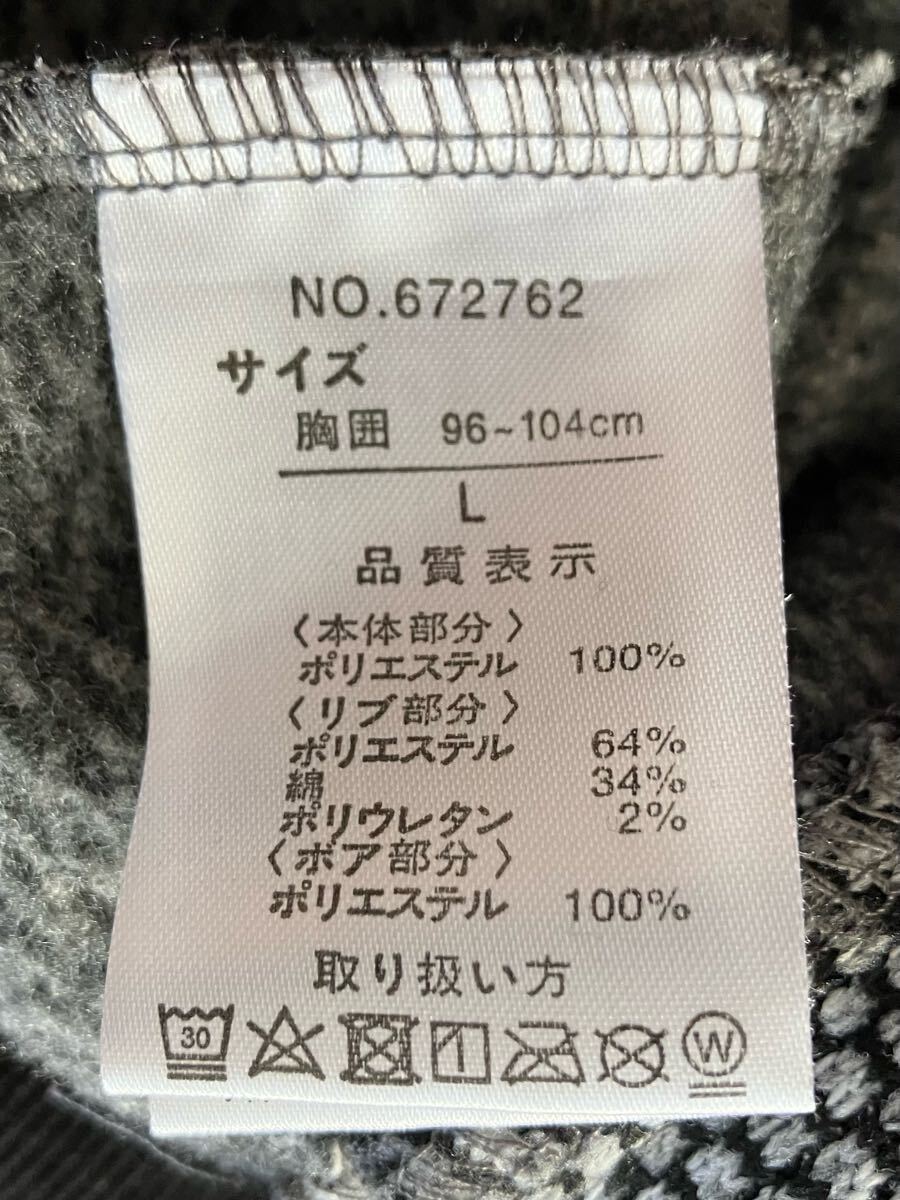 NO.672762
サイズ
胸囲 96~104cm
L
品質表示
〈本体部分〉
ポリエステル 100%
〈リブ部分〉
ポリエステル 64%
綿 34%
ポリウレタン 2%
〈ボア部分〉
ポリエステル 100%
取り扱い方
30 W